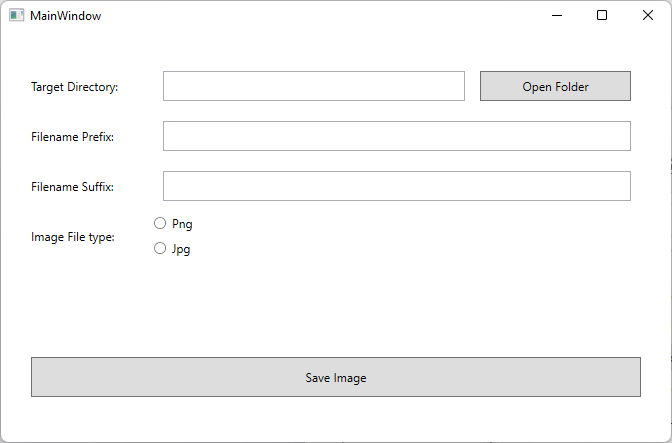 MainWindow
Target Directory:
Open Folder
Filename Prefix:
Filename Suffix:
Image File type:
Png
Jpg
Save Image